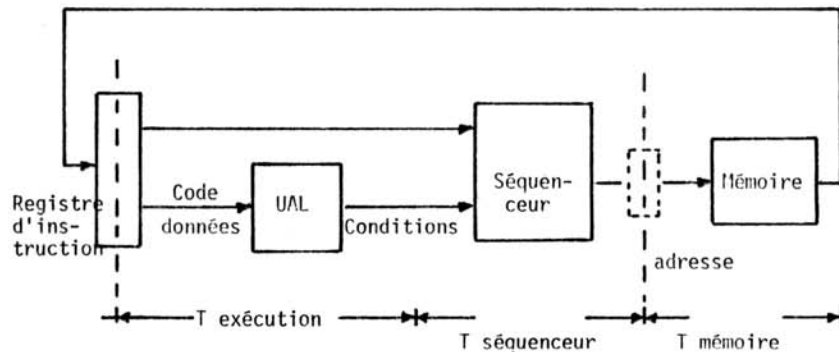 Registre
d'ins-
truction
Code
données
UAL
Conditions
Séquen-
ceur
adresse
Mémoire
T exécution
T séquenceur
T mémoire